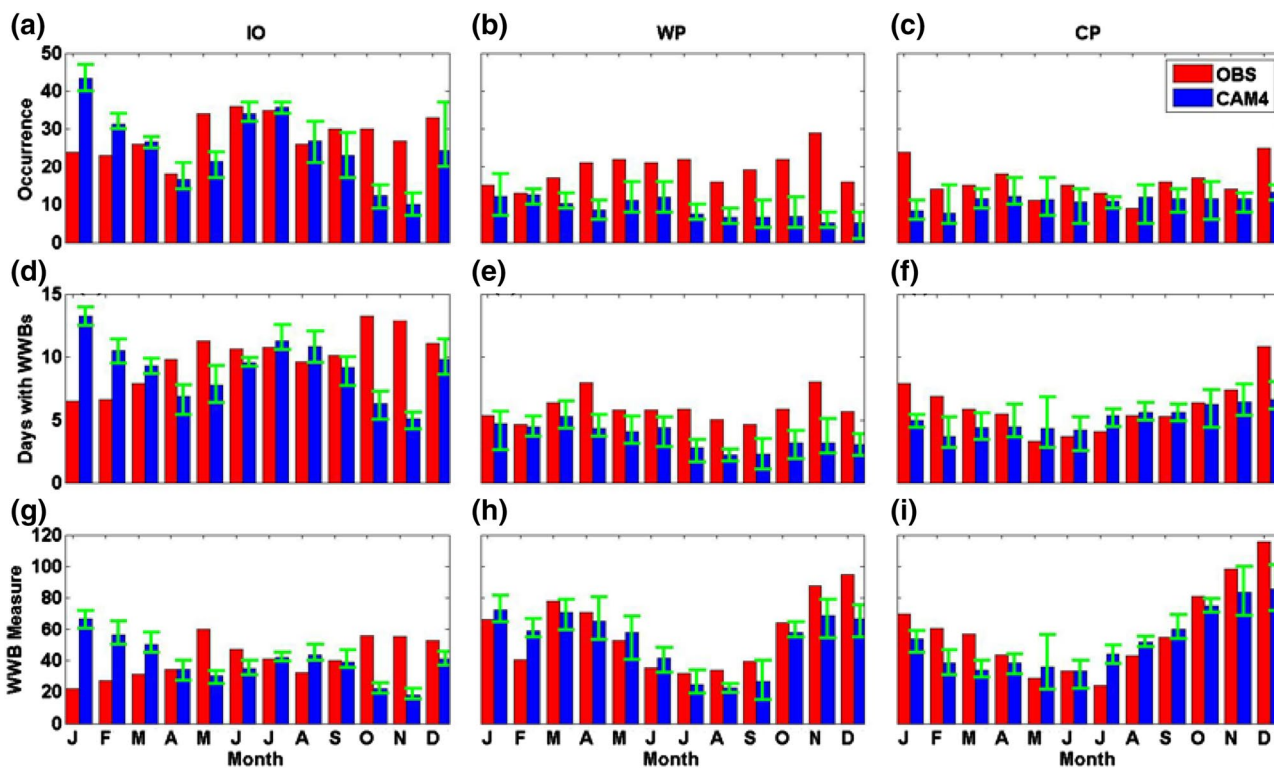 (a) IO (b) WP (c) CP
50
40
30
20
10
0
Occurrence
OBS
CAM4
(d) (e) (f)
15
10
5
0
Days with WWBs
(g) (h) (i)
120
100
80
60
40
20
0
WWB Measure
J F M A M J J A S O N D J F M A M J J A S O N D J F M A M J J A S O N D
Month Month Month